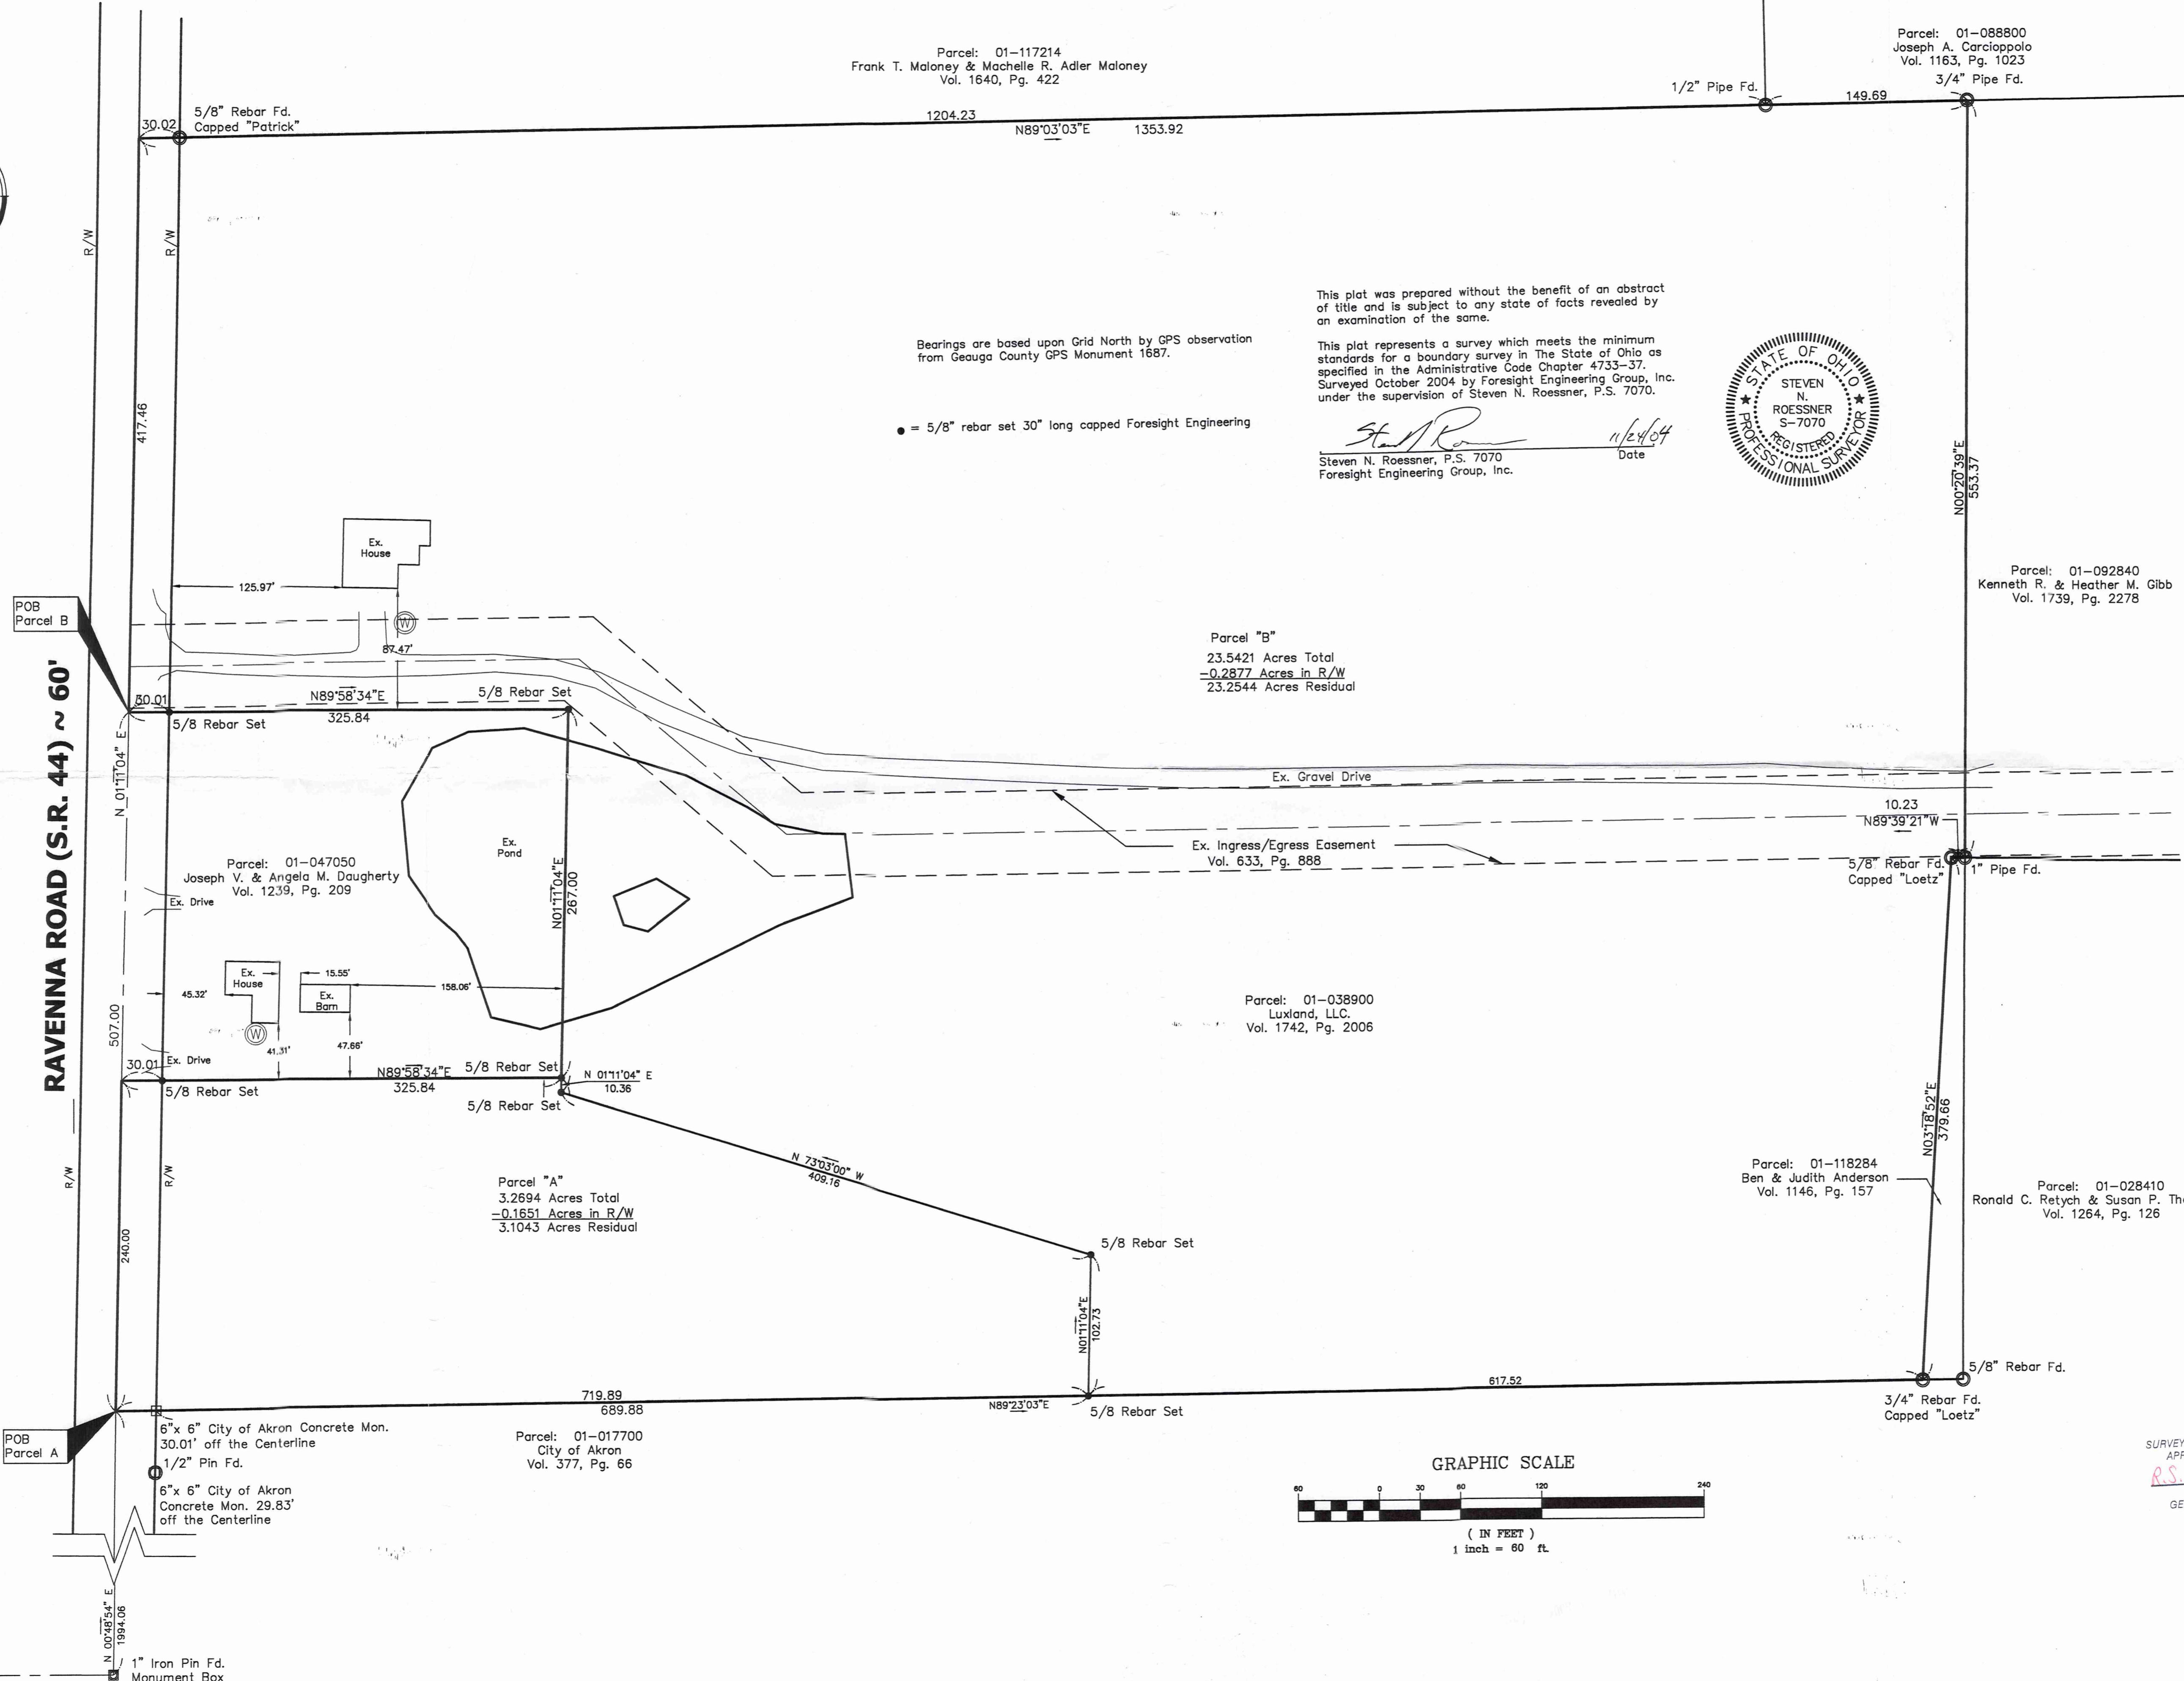 Parcel: 01-117214
Frank T. Maloney & Machelle R. Adler Maloney
Vol. 1640, Pg. 422
Parcel: 01-088800
Joseph A. Carcioppolo
Vol. 1163, Pg. 1023
3/4" Pipe Fd.
1/2" Pipe Fd.
149.69
5/8" Rebar Fd.
Capped "Patrick"
30.02
1204.23
N89°03'03"E 1353.92
R/W
R/W
417.46
This plat was prepared without the benefit of an abstract
of title and is subject to any state of facts revealed by
an examination of the same.
This plat represents a survey which meets the minimum
standards for a boundary survey in The State of Ohio as
specified in the Administrative Code Chapter 4733-37.
Surveyed October 2004 by Foresight Engineering Group, Inc.
under the supervision of Steven N. Roessner, P.S. 7070.
11/24/04
Steven N. Roessner, P.S. 7070
Date
Foresight Engineering Group, Inc.
STATE OF OHIO
STEVEN
N.
ROESSNER
S-7070
REGISTERED
PROFESSIONAL SURVEYOR
Bearings are based upon Grid North by GPS observation
from Geauga County GPS Monument 1687.
= 5/8" rebar set 30" long capped Foresight Engineering
N00°20'39"E
553.37
Ex.
House
125.97'
W
87.47'
POB
Parcel B
Parcel: 01-092840
Kenneth R. & Heather M. Gibb
Vol. 1739, Pg. 2278
Parcel "B"
23.5421 Acres Total
-0.2877 Acres in R/W
23.2544 Acres Residual
RAVENNA ROAD (S.R. 44) ~ 60'
30.01
N89°58'34"E
325.84
5/8 Rebar Set
5/8 Rebar Set
N 01°11'04" E
507.00
Ex. Gravel Drive
Ex. Ingress/Egress Easement
Vol. 633, Pg. 888
10.23
N89°39'21"W
5/8" Rebar Fd.
Capped "Loetz"
1" Pipe Fd.
Ex.
Pond
N01°11'04"E
267.00
Parcel: 01-047050
Joseph V. & Angela M. Daugherty
Vol. 1239, Pg. 209
Ex. Drive
Ex.
House
45.32'
15.55'
Ex.
Barn
158.06'
W
41.31'
47.66'
Ex. Drive
30.01
5/8 Rebar Set
N89°58'34"E
325.84
5/8 Rebar Set
N 01°11'04" E
10.36
5/8 Rebar Set
Parcel: 01-038900
Luxland, LLC.
Vol. 1742, Pg. 2006
N 73°03'00" W
409.16
N03°18'52"E
379.66
Parcel: 01-118284
Ben & Judith Anderson
Vol. 1146, Pg. 157
Parcel: 01-028410
Ronald C. Retych & Susan P. Th
Vol. 1264, Pg. 126
R/W
R/W
240.00
Parcel "A"
3.2694 Acres Total
-0.1651 Acres in R/W
3.1043 Acres Residual
5/8 Rebar Set
N01°11'04"E
102.73
719.89
689.88
N89°23'03"E
5/8 Rebar Set
617.52
5/8" Rebar Fd.
3/4" Rebar Fd.
Capped "Loetz"
POB
Parcel A
6"x 6" City of Akron Concrete Mon.
30.01' off the Centerline
1/2" Pin Fd.
6"x 6" City of Akron
Concrete Mon. 29.83'
off the Centerline
Parcel: 01-017700
City of Akron
Vol. 377, Pg. 66
GRAPHIC SCALE
60 0 30 60 120 240
( IN FEET )
1 inch = 60 ft.
SURVEY
APP
R.S.
GE
N 00°48'54" E
1994.06
1" Iron Pin Fd.
Monument Box